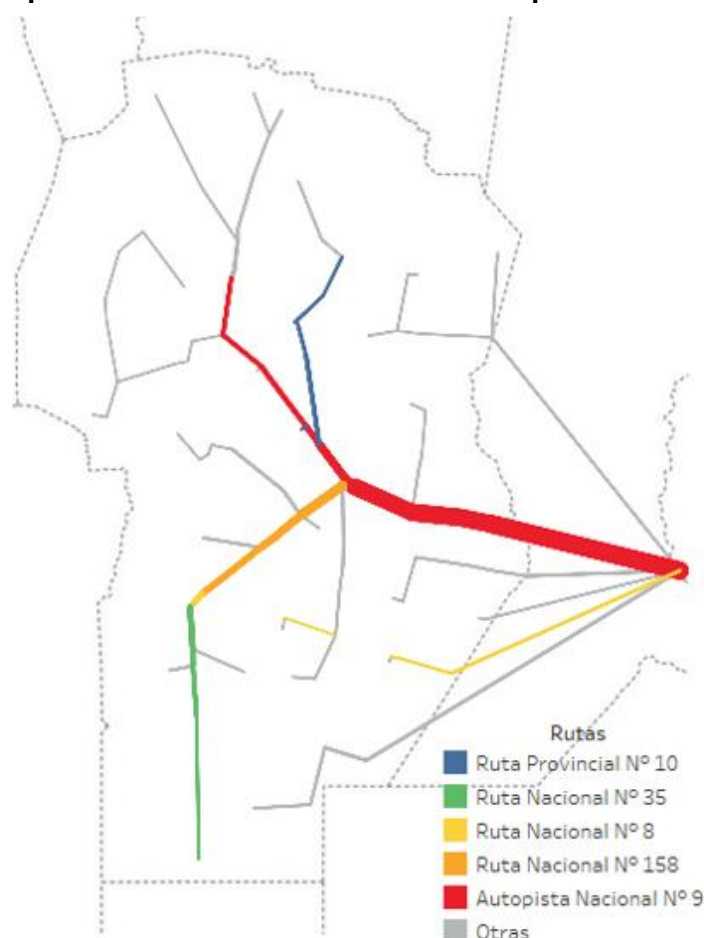 Rutas
Ruta Provincial Nº 10
Ruta Nacional Nº 35
Ruta Nacional Nº 8
Ruta Nacional Nº 158
Autopista Nacional Nº 9
Otras